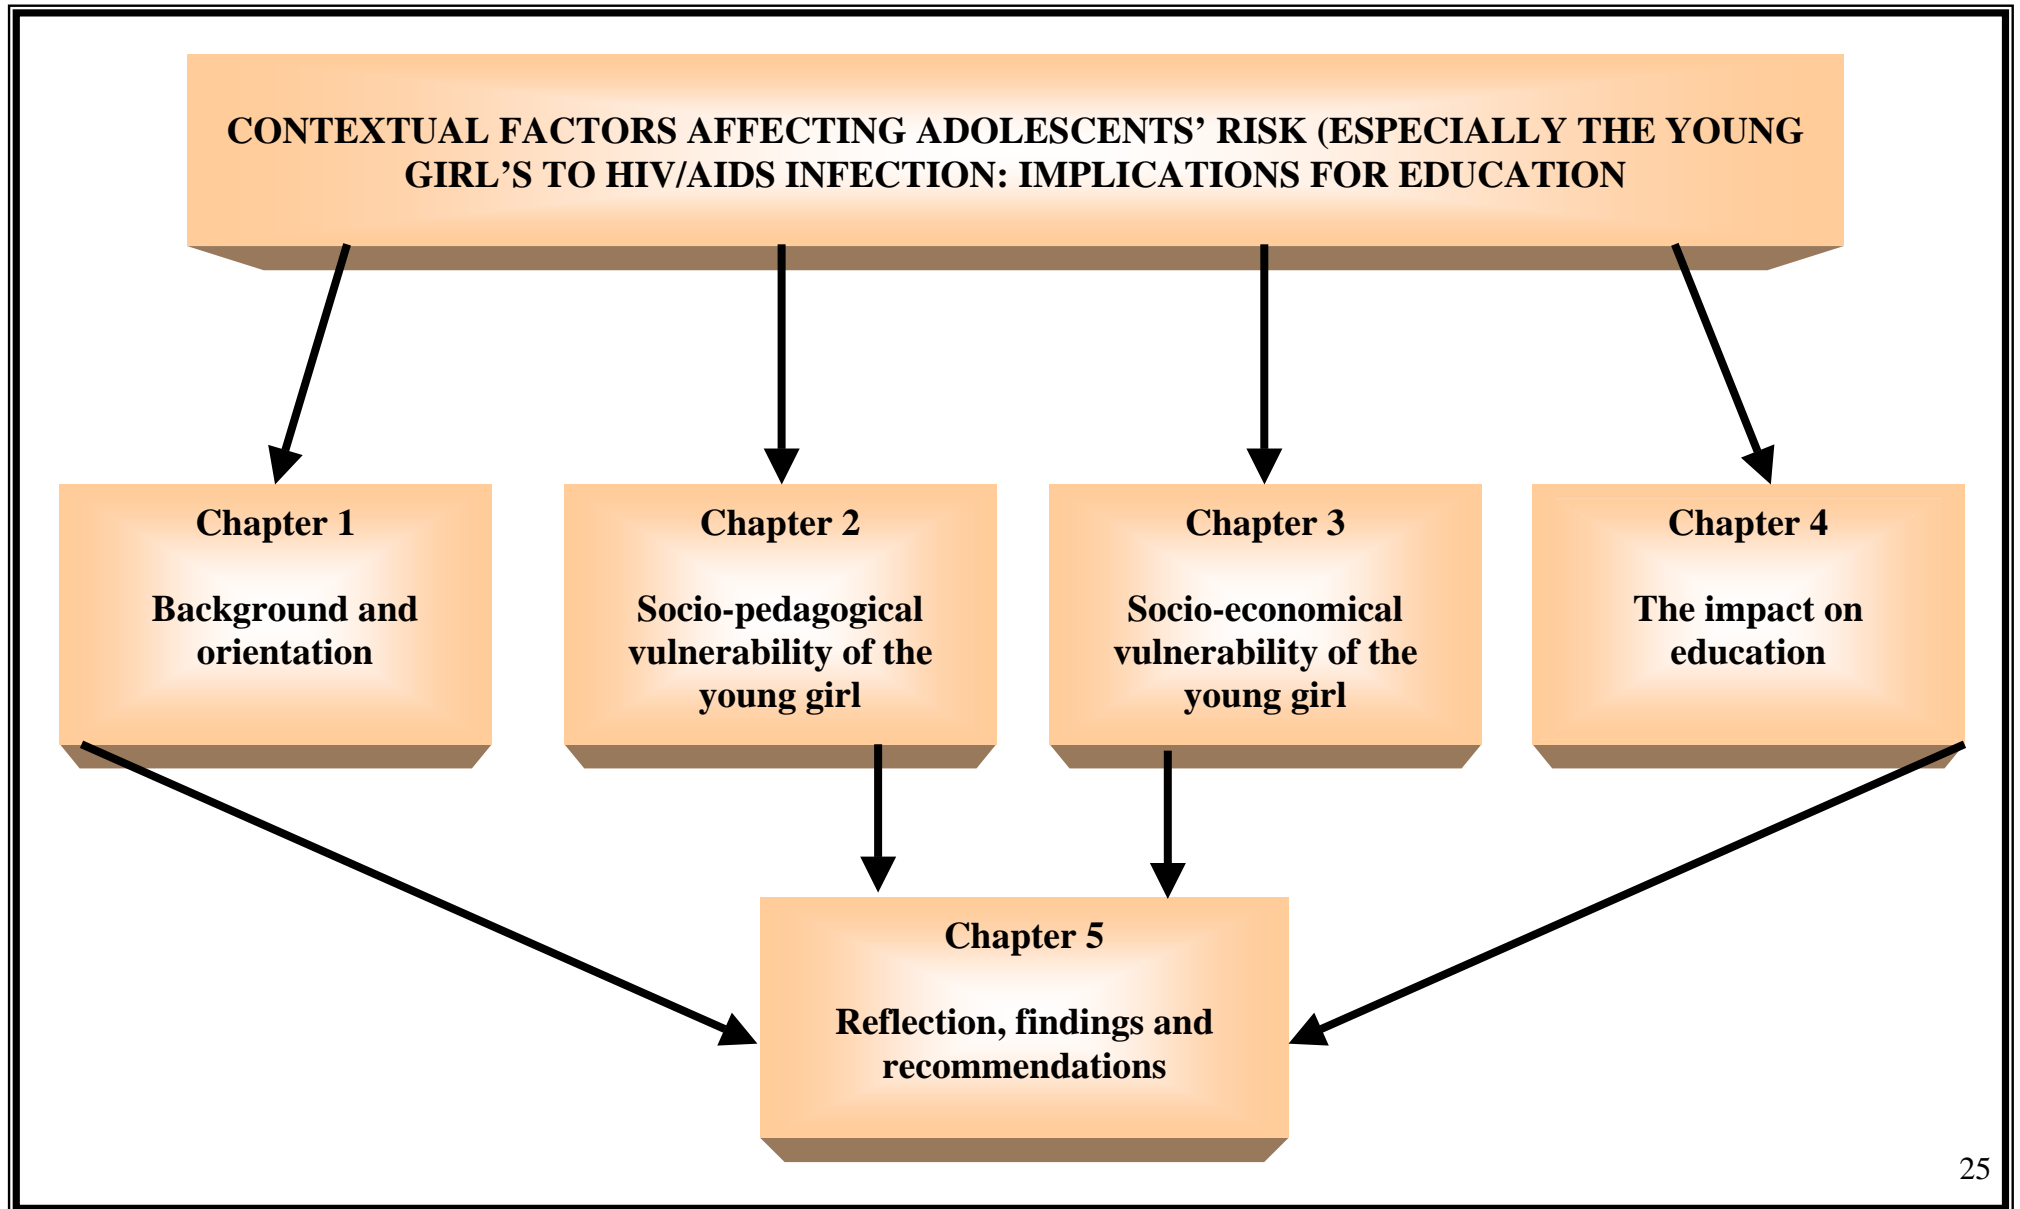 CONTEXTUAL FACTORS AFFECTING ADOLESCENTS’ RISK (ESPECIALLY THE YOUNG
GIRL’S TO HIV/AIDS INFECTION: IMPLICATIONS FOR EDUCATION
Chapter 1
Background and
orientation
Chapter 2
Socio-pedagogical
vulnerability of the
young girl
Chapter 3
Socio-economical
vulnerability of the
young girl
Chapter 4
The impact on
education
Chapter 5
Reflection, findings and
recommendations
25